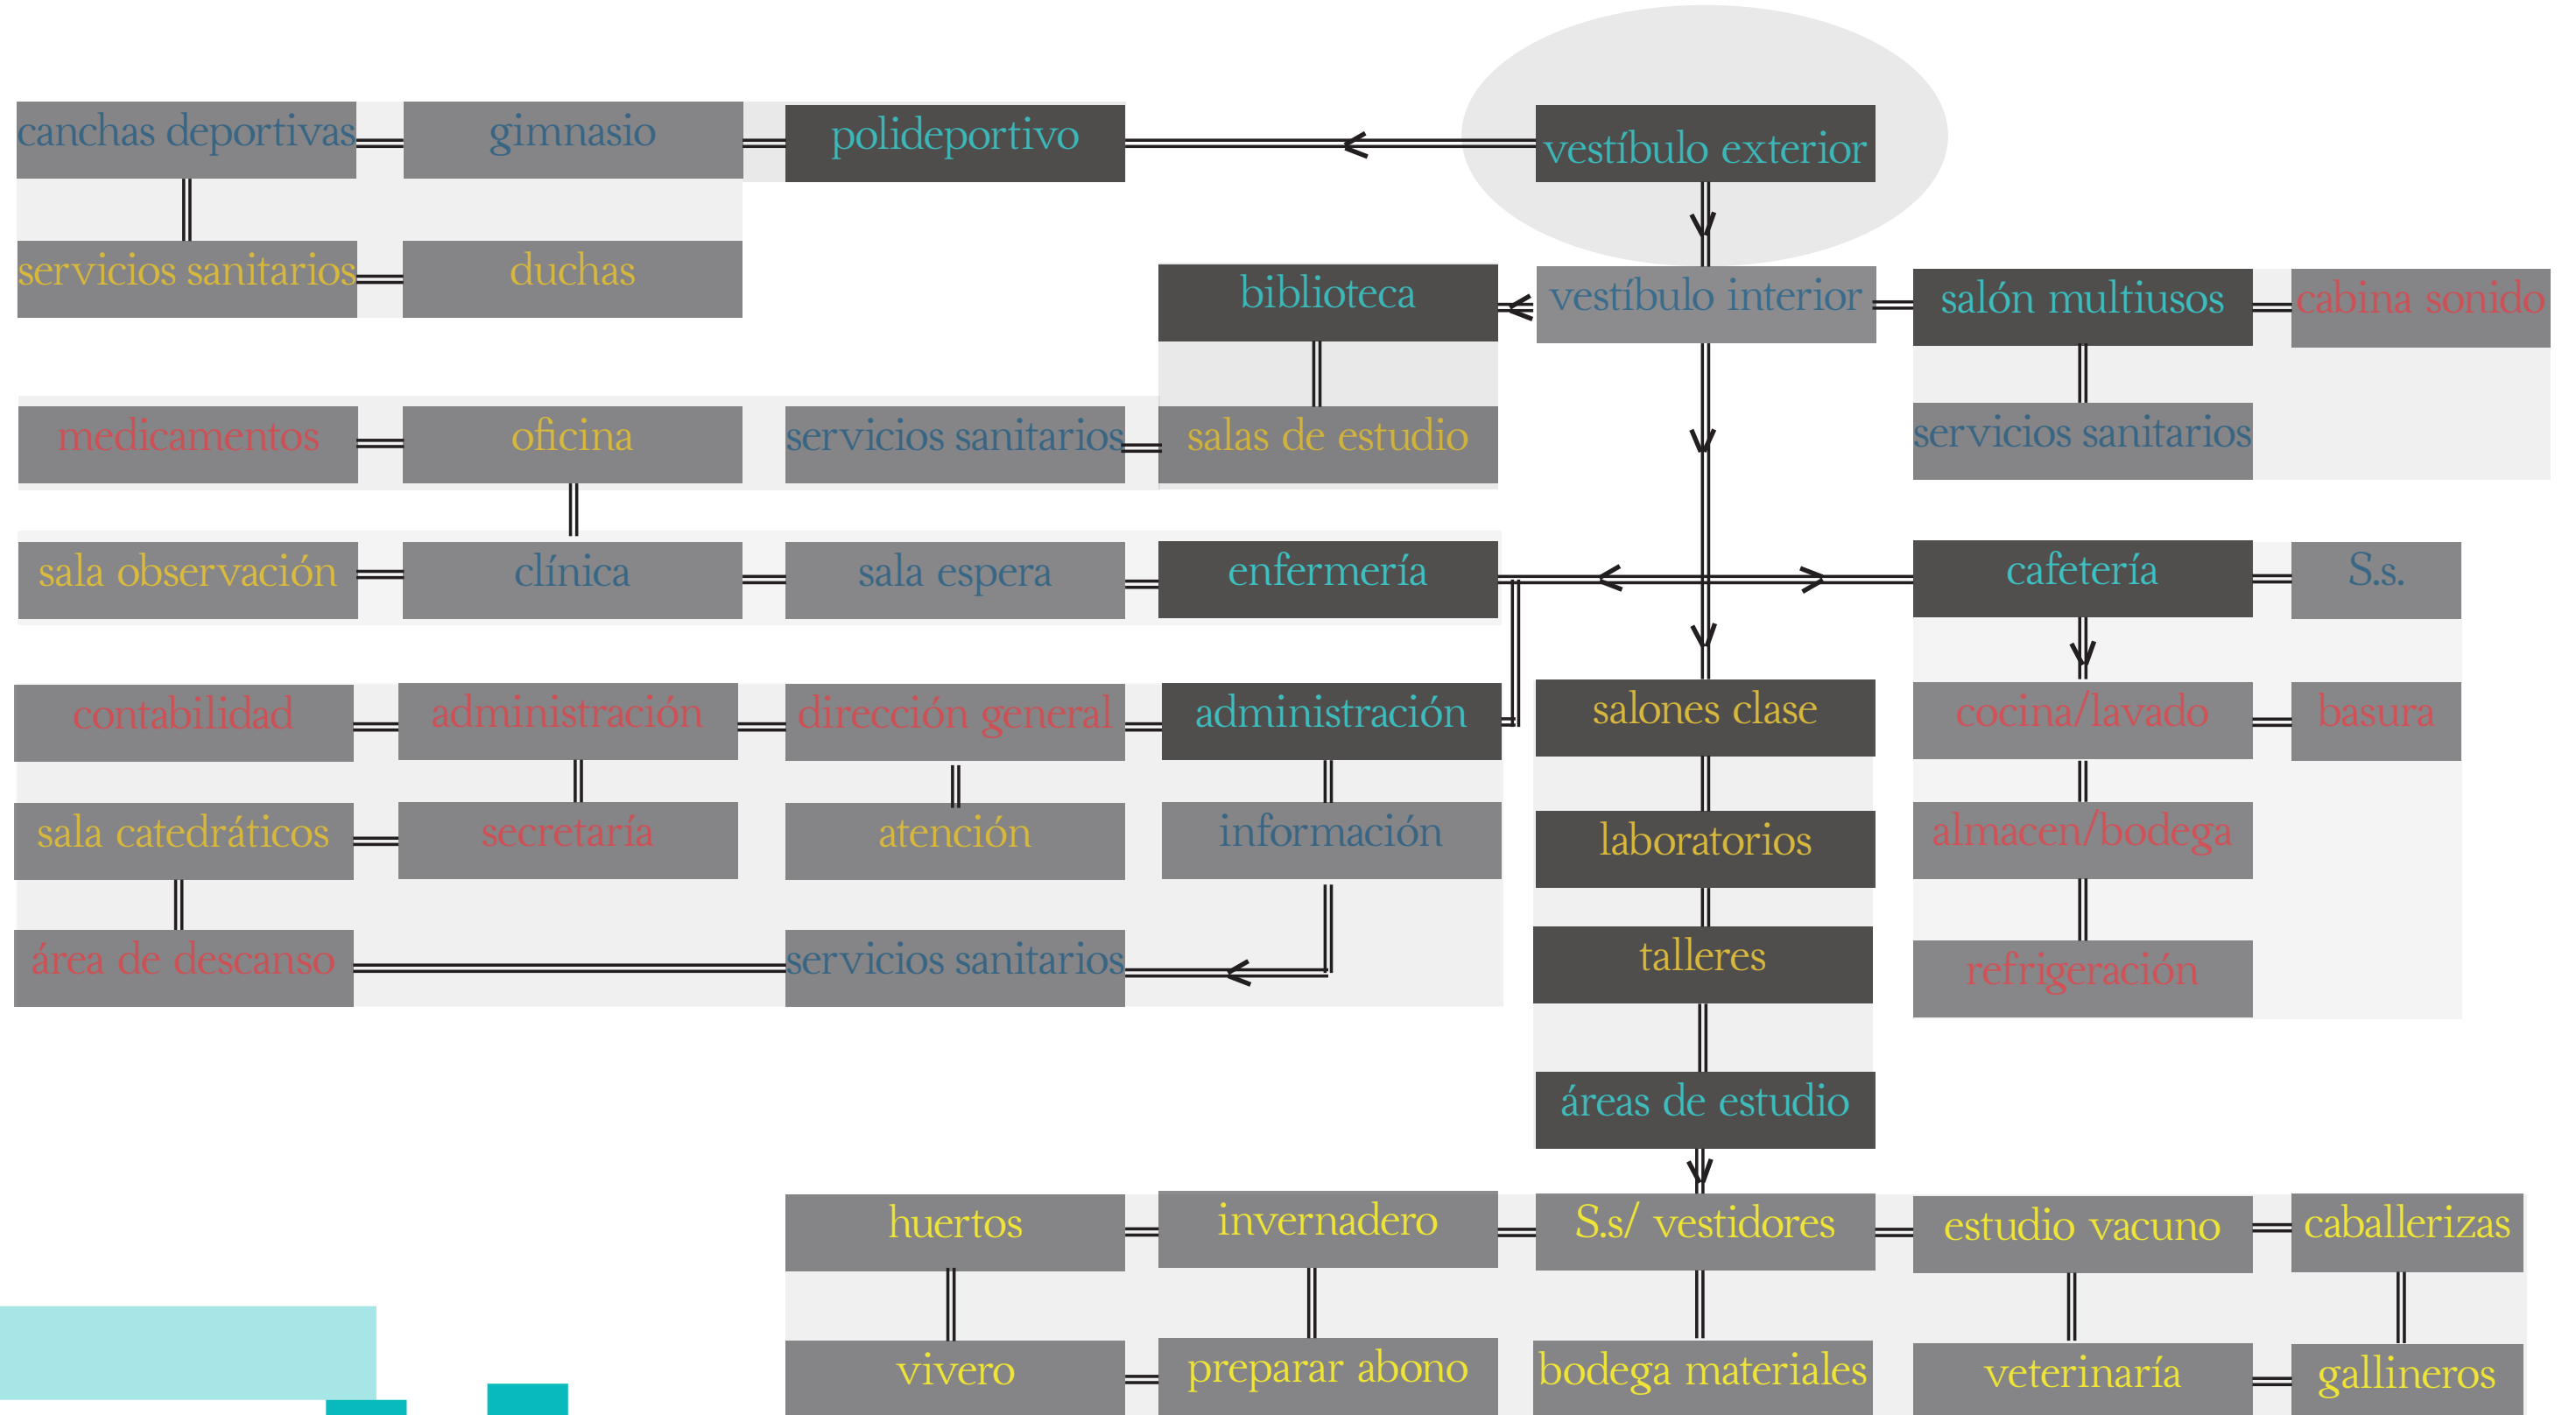 canchas deportivas
gimnasio
polideportivo
vestíbulo exterior
servicios sanitarios
duchas
biblioteca
vestíbulo interior
salón multiusos
cabina sonido
medicamentos
oficina
servicios sanitarios
salas de estudio
servicios sanitarios
sala observación
clínica
sala espera
enfermería
cafetería
S.s.
contabilidad
administración
dirección general
administración
salones clase
cocina/lavado
basura
sala catedráticos
secretaría
atención
información
laboratorios
almacen/bodega
área de descanso
servicios sanitarios
talleres
refrigeración
áreas de estudio
huertos
invernadero
S.s/ vestidores
estudio vacuno
caballerizas
vivero
preparar abono
bodega materiales
veterinaría
gallineros